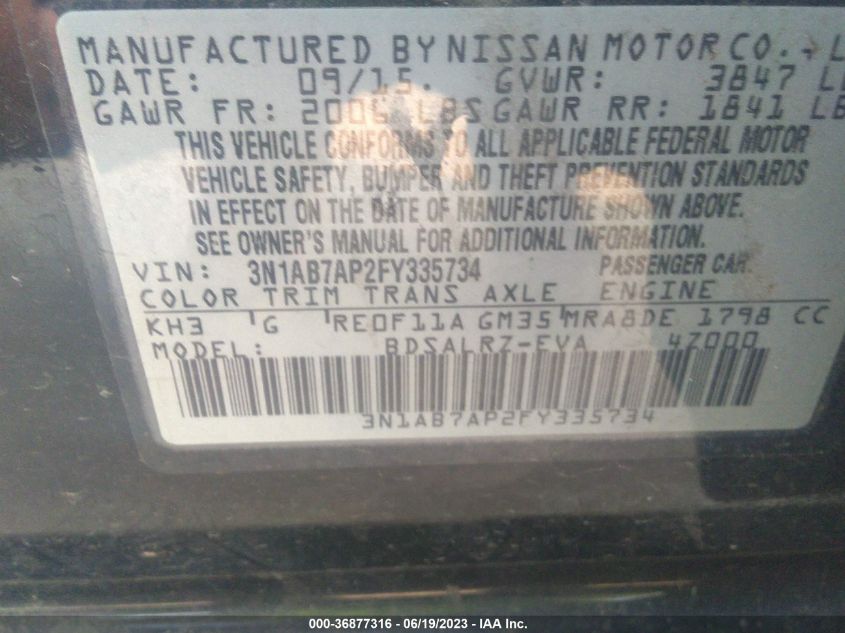 MANUFACTURED BY NISSAN MOTOR CO., L
DATE: 09/15. GVWR: 3847 L
GAWR FR: 2006 LBS GAWR RR: 1841 LB
THIS VEHICLE CONFORMS TO ALL APPLICABLE FEDERAL MOTOR
VEHICLE SAFETY, BUMPER AND THEFT PREVENTION STANDARDS
IN EFFECT ON THE DATE OF MANUFACTURE SHOWN ABOVE.
SEE OWNER'S MANUAL FOR ADDITIONAL INFORMATION.
VIN: 3N1AB7AP2FY335734 PASSENGER CAR.
COLOR TRIM TRANS AXLE ENGINE
KH3 G RE0F11A GM35 MRA8DE 1798 CC
MODEL: BDSALRZ-EVA 4Z000
3N1AB7AP2FY335734
000-36877316 - 06/19/2023 - IAA Inc.